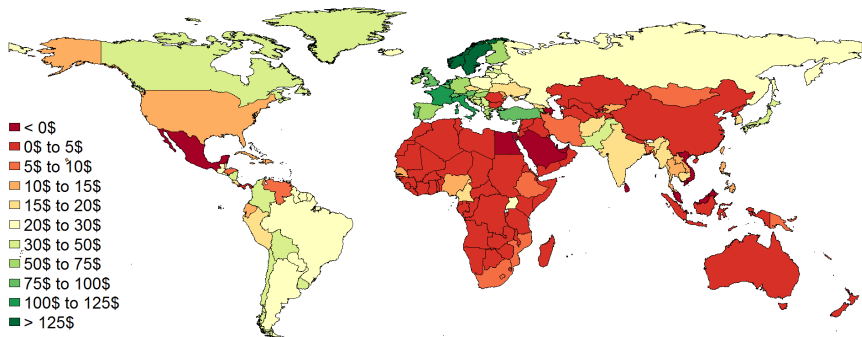 < 0$
0$ to 5$
5$ to 10$
10$ to 15$
15$ to 20$
20$ to 30$
30$ to 50$
50$ to 75$
75$ to 100$
100$ to 125$
> 125$